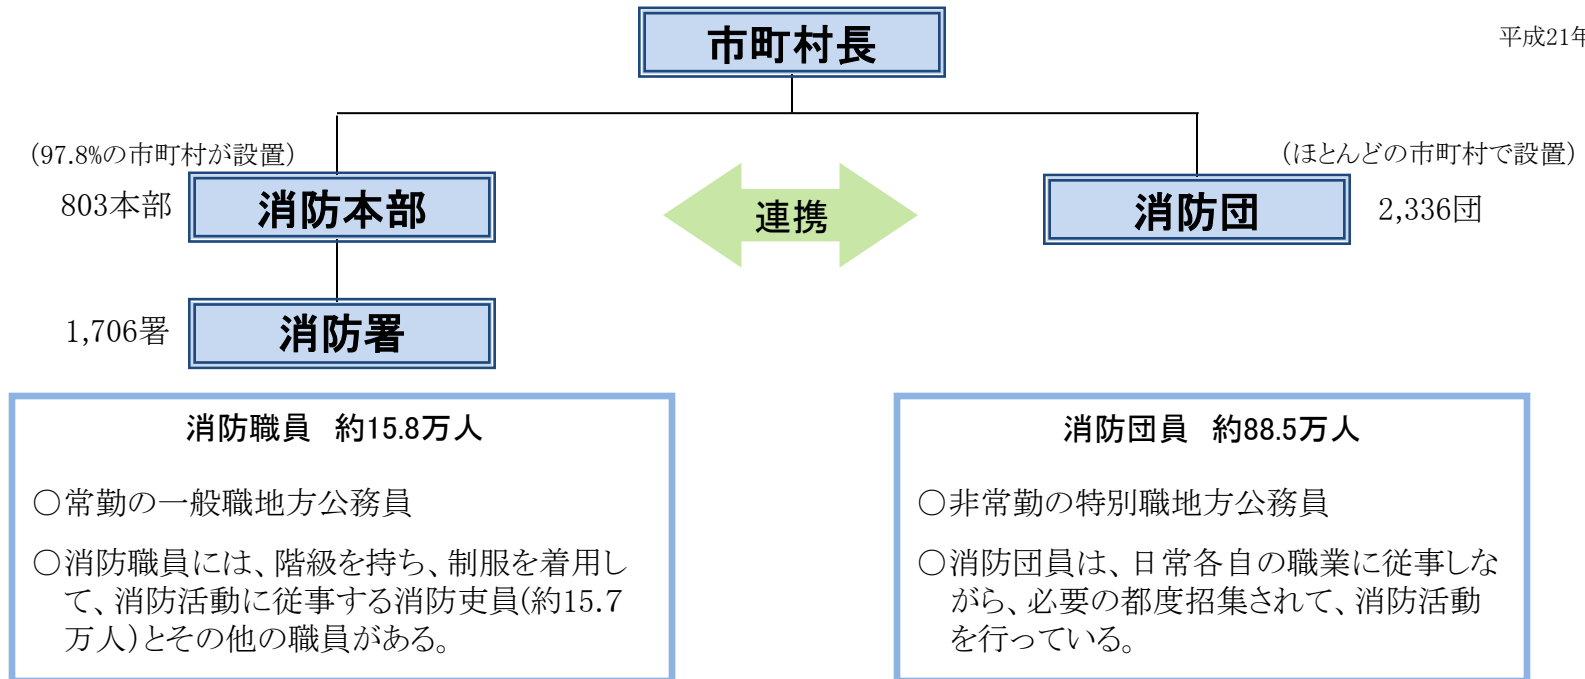 市町村長
平成21年
(97.8%の市町村が設置)
(ほとんどの市町村で設置)
803本部
消防本部
連携
消防団
2,336団
1,706署
消防署
消防職員 約15.8万人
○常勤の一般職地方公務員
○消防職員には、階級を持ち、制服を着用し
て、消防活動に従事する消防吏員(約15.7
万人)とその他の職員がある。
消防団員 約88.5万人
○非常勤の特別職地方公務員
○消防団員は、日常各自の職業に従事しな
がら、必要の都度招集されて、消防活動
を行っている。